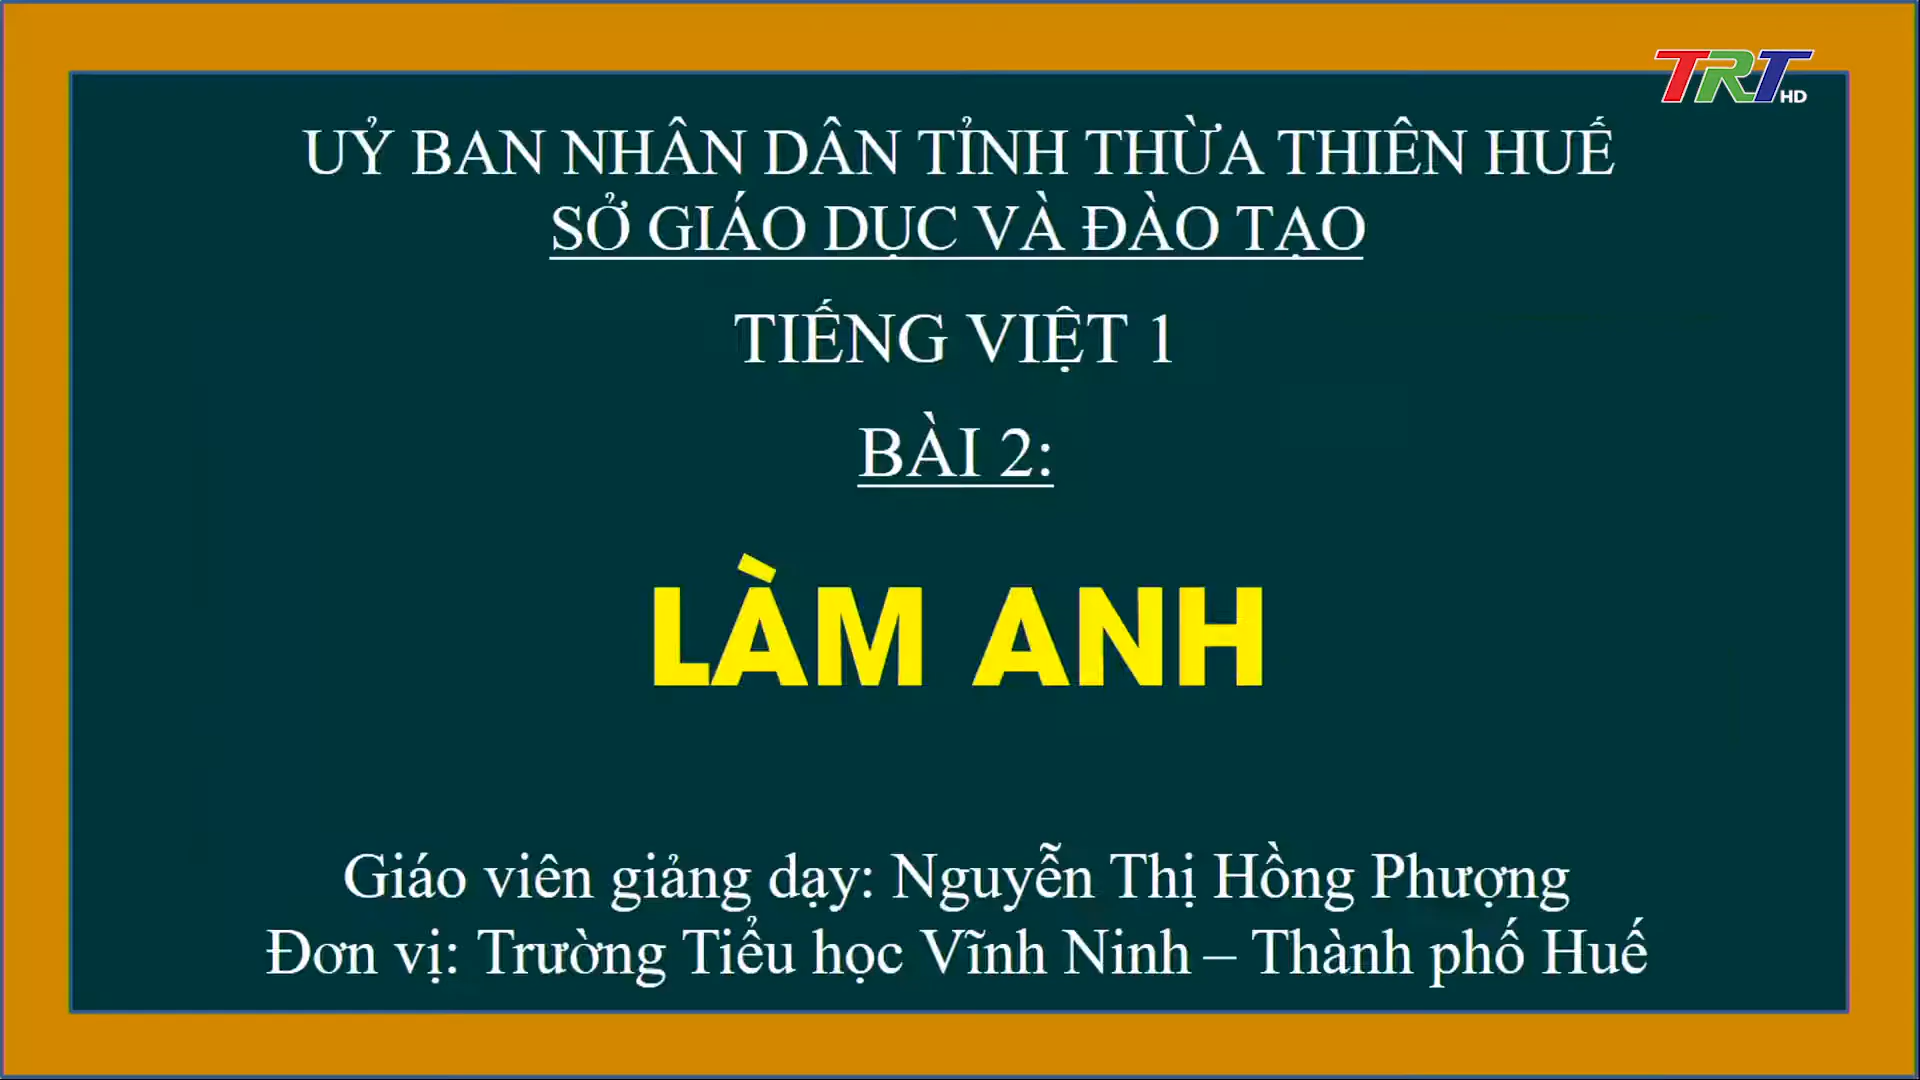 TRT HD
UỶ BAN NHÂN DÂN TỈNH THỪA THIÊN HUẾ
SỞ GIÁO DỤC VÀ ĐÀO TẠO
TIẾNG VIỆT 1
BÀI 2:
LÀM ANH
Giáo viên giảng dạy: Nguyễn Thị Hồng Phượng
Đơn vị: Trường Tiểu học Vĩnh Ninh – Thành phố Huế